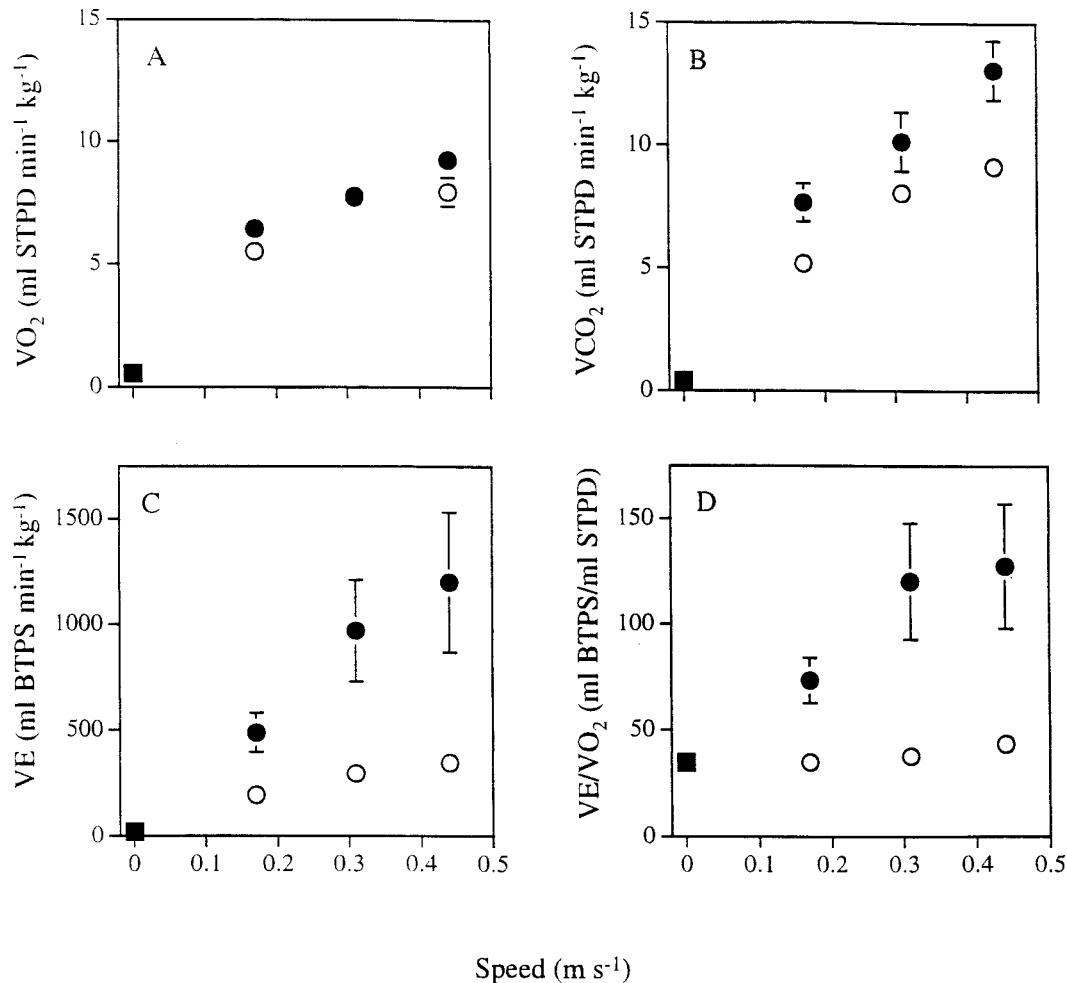 A
VO₂ (ml STPD min⁻¹ kg⁻¹)
15
10
5
0
B
VCO₂ (ml STPD min⁻¹ kg⁻¹)
15
10
5
0
C
VE (ml BTPS min⁻¹ kg⁻¹)
1500
1000
500
0
0 0.1 0.2 0.3 0.4 0.5
D
VE/VO₂ (ml BTPS/ml STPD)
150
100
50
0
0 0.1 0.2 0.3 0.4 0.5
Speed (m s⁻¹)